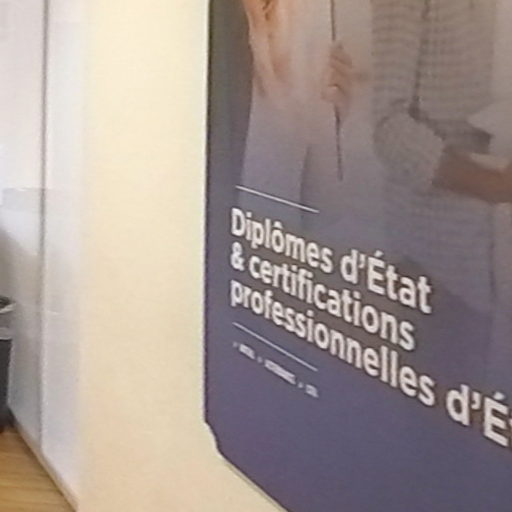 Diplômes d'État
& certifications
professionnelles d'É